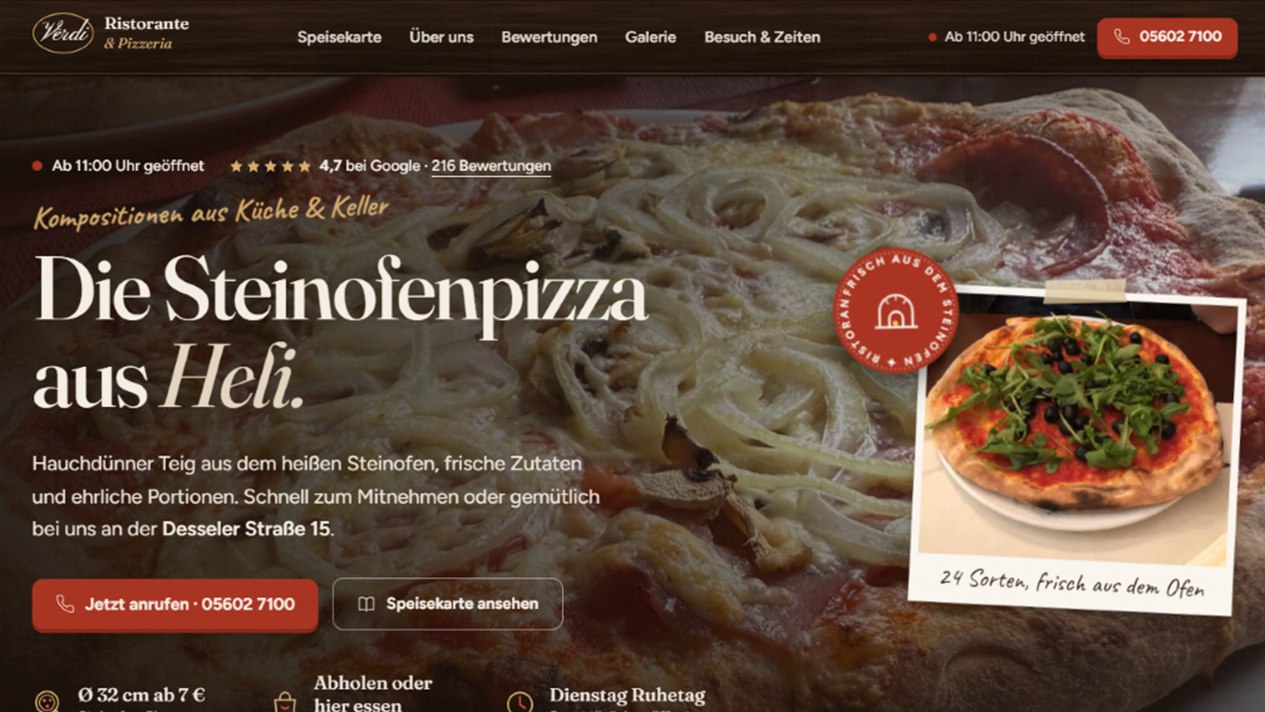 Verdi
Ristorante
& Pizzeria
Speisekarte
Über uns
Bewertungen
Galerie
Besuch & Zeiten
Ab 11:00 Uhr geöffnet
05602 7100
Ab 11:00 Uhr geöffnet
4,7 bei Google · 216 Bewertungen
Kompositionen aus Küche & Keller
Die Steinofenpizza
aus Heli.
FRISCH AUS DEM STEINOFEN ✦ RISTORAN
Hauchdünner Teig aus dem heißen Steinofen, frische Zutaten
und ehrliche Portionen. Schnell zum Mitnehmen oder gemütlich
bei uns an der Desseler Straße 15.
24 Sorten, frisch aus dem Ofen
Jetzt anrufen · 05602 7100
Speisekarte ansehen
Ø 32 cm ab 7 €
Abholen oder
hier essen
Dienstag Ruhetag